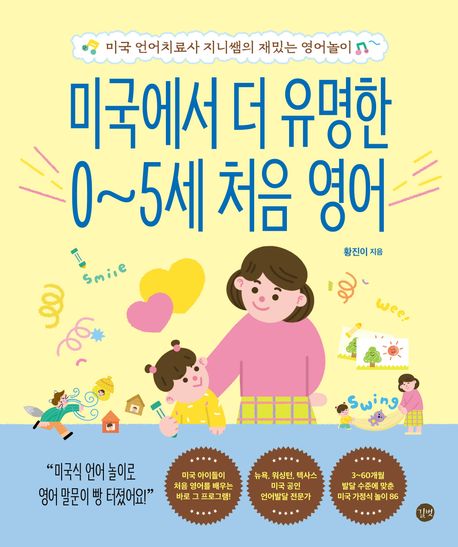 미국 언어치료사 지니쌤의 재밌는 영어놀이
미국에서 더 유명한
0~5세 처음 영어
황진이 지음
Smile
wee!
Swing
“미국식 언어 놀이로
영어 말문이 빵 터졌어요!”
미국 아이들이
처음 영어를 배우는
바로 그 프로그램!
뉴욕, 워싱턴, 텍사스
미국 공인
언어발달 전문가
3~60개월
발달 수준에 맞춘
미국 가정식 놀이 86
길벗